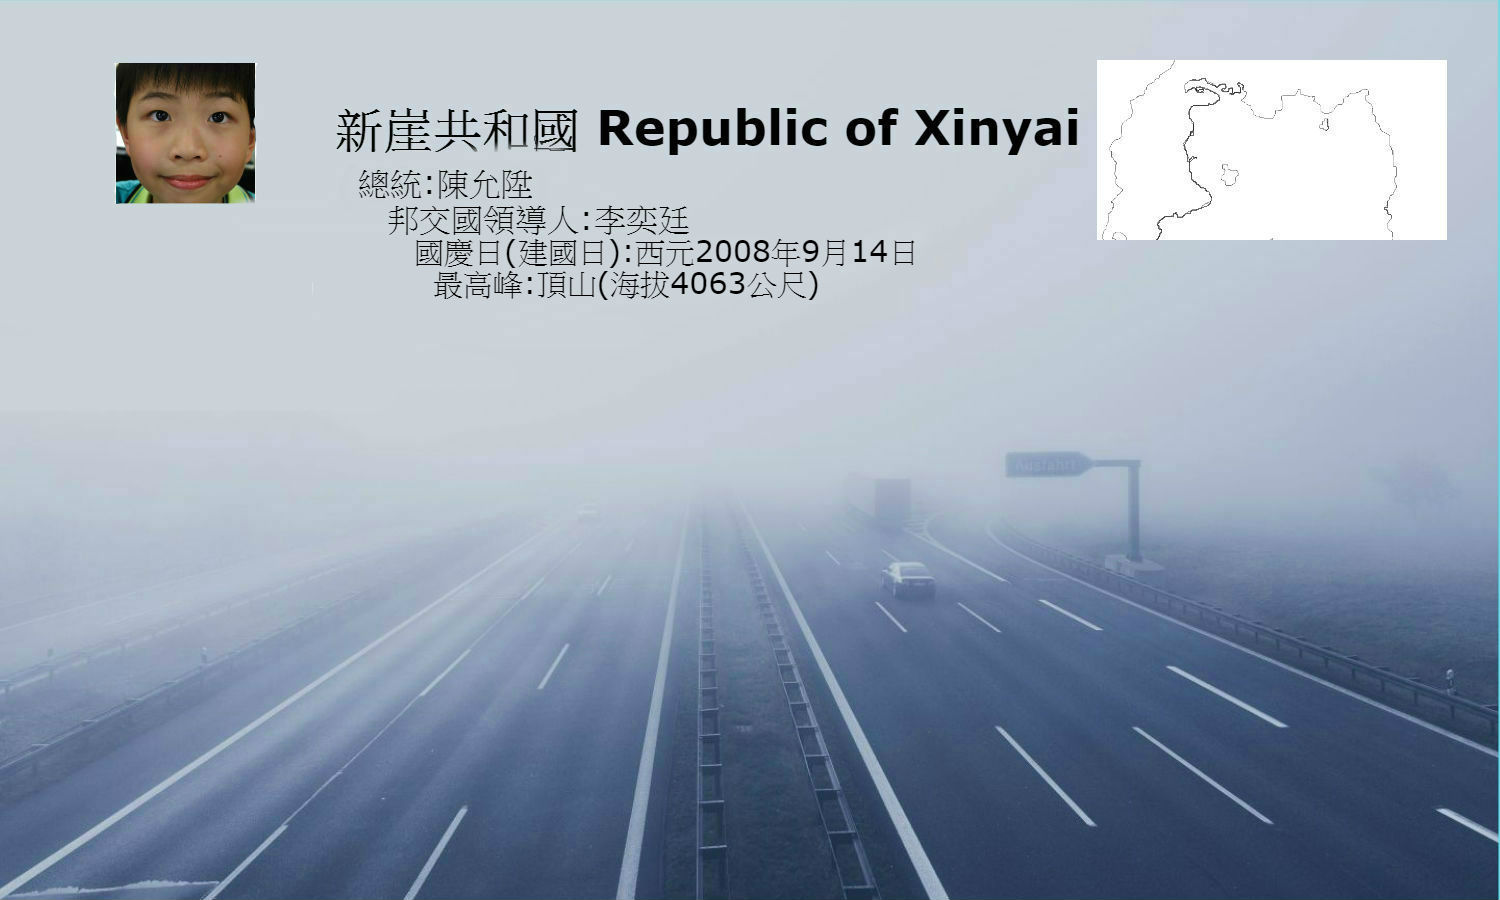 新崖共和國 Republic of Xinyai
總統:陳允陞
邦交國領導人:李奕廷
國慶日(建國日):西元2008年9月14日
最高峰:頂山(海拔4063公尺)
Ausfahrt